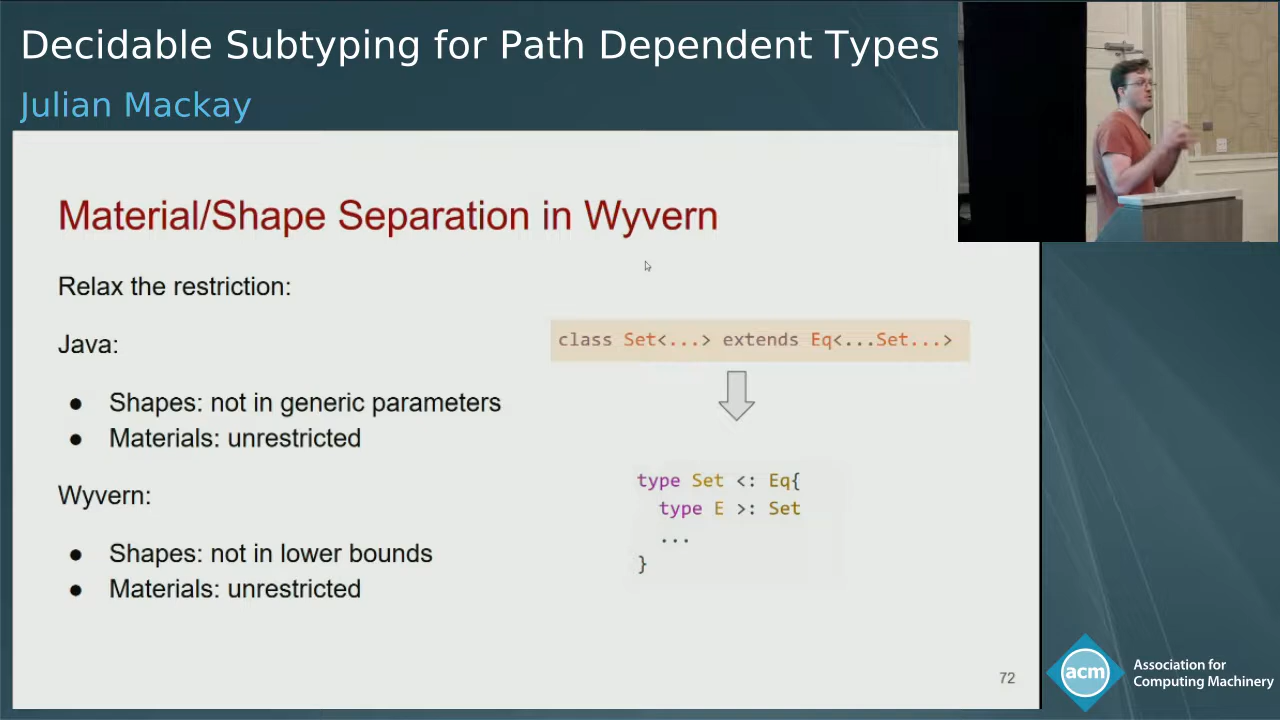 Decidable Subtyping for Path Dependent Types
Julian Mackay
Material/Shape Separation in Wyvern
Relax the restriction:
Java:
● Shapes: not in generic parameters
● Materials: unrestricted
Wyvern:
● Shapes: not in lower bounds
● Materials: unrestricted
class Set<...> extends Eq<...Set...>
type Set <: Eq{
type E >: Set
...
}
72
acm
Association for
Computing Machinery